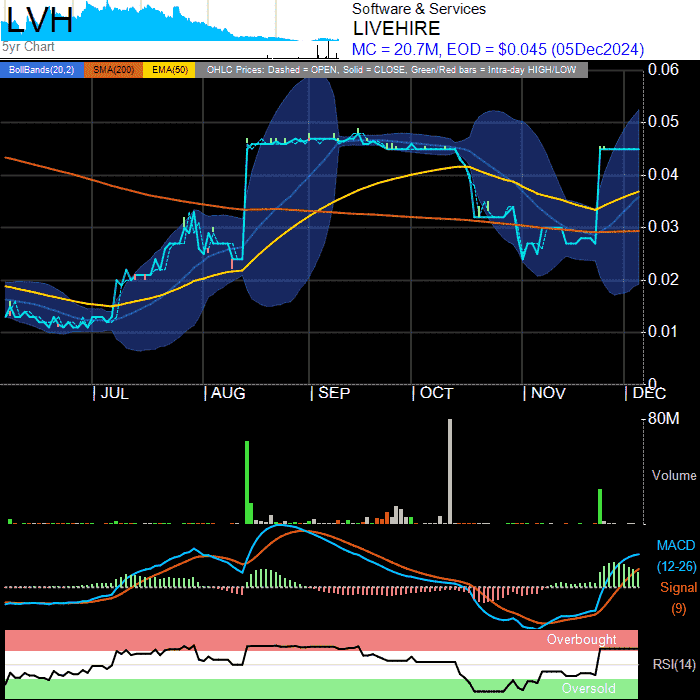 LVH
5yr Chart
Software & Services
LIVEHIRE
MC = 20.7M, EOD = $0.045 (05Dec2024)
BollBands(20,2) SMA(200) EMA(50) OHLC Prices: Dashed = OPEN, Solid = CLOSE, Green/Red bars = Intra-day HIGH/LOW
0.06
0.05
0.04
0.03
0.02
0.01
0
JUL AUG SEP OCT NOV DEC
80M
Volume
MACD
(12-26)
Signal
(9)
Overbought
RSI(14)
Oversold